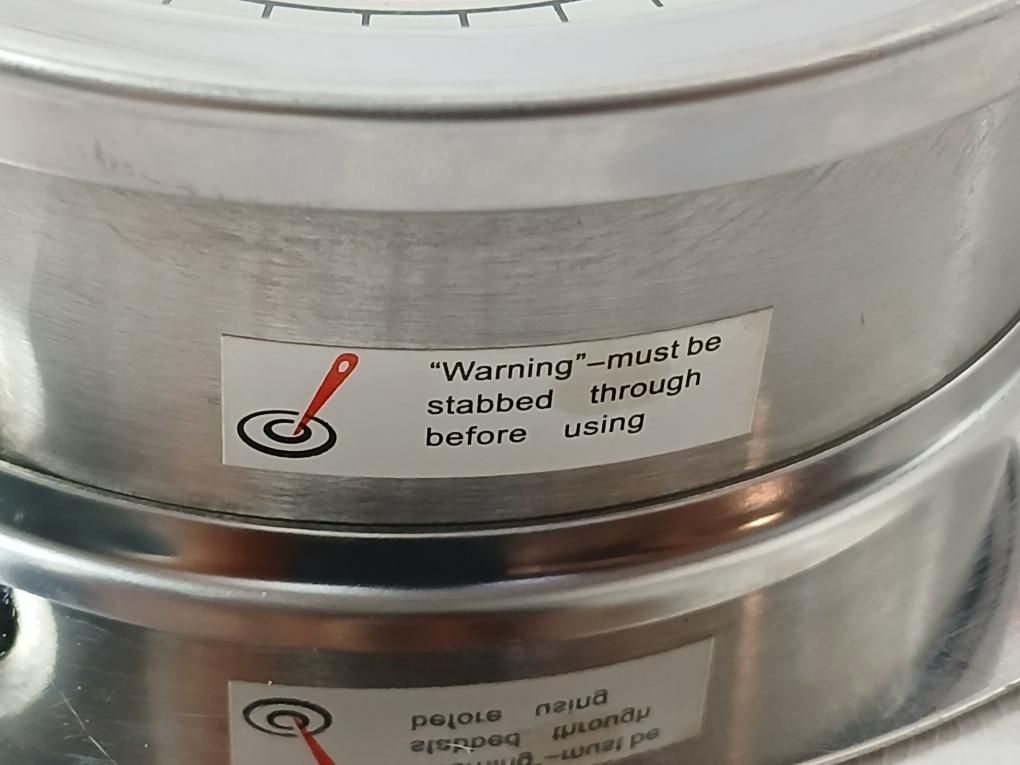 “Warning”–must be
stabbed through
before using